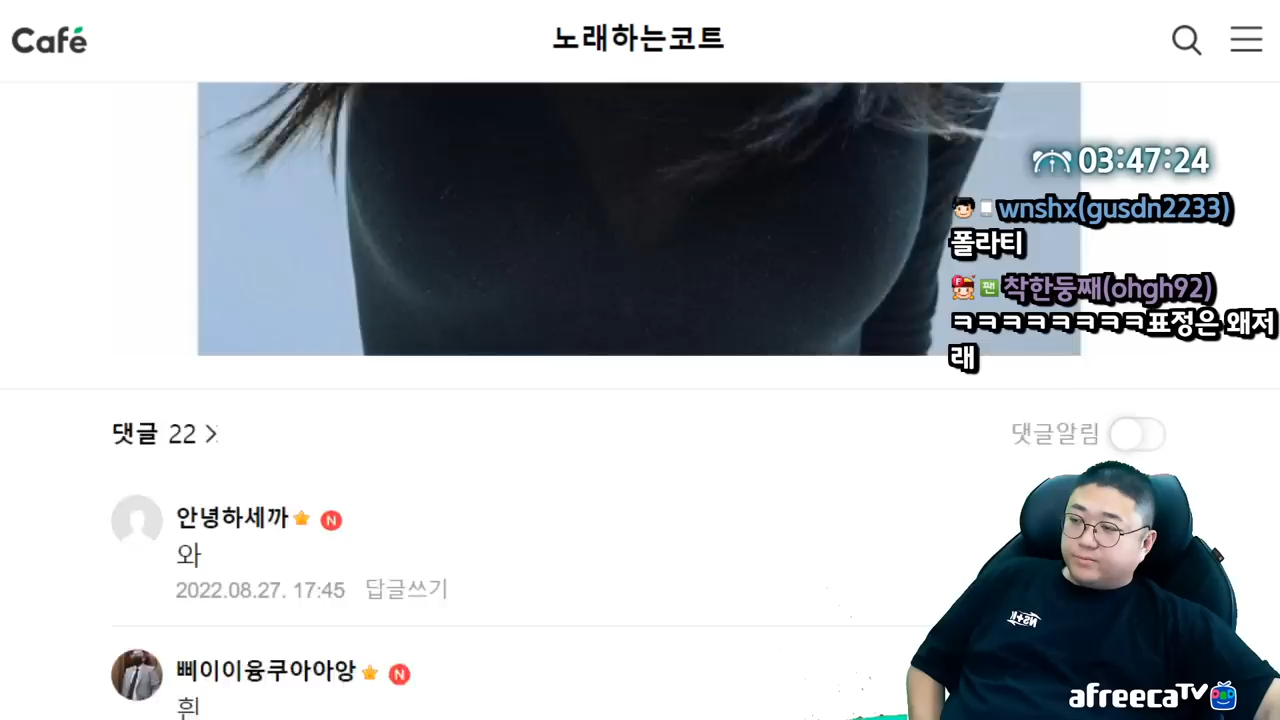 Café
노래하는코트
03:47:24
wnshx(gusdn2233)
폴라티
팬 착한둥째(ohgh92)
ㅋㅋㅋㅋㅋㅋㅋㅋ표정은 왜저
래
댓글 22
댓글알림
안녕하세까 N
와
2022.08.27. 17:45 답글쓰기
삐이이융쿠아아앙 N
흰
afreecaTV